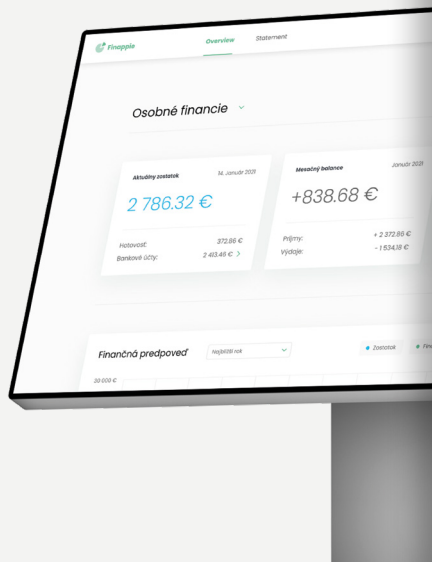 Finapple
Overview
Statement
Osobné financie
Aktuálny zostatok
14. Január 2021
2 786.32 €
Hotovosť:
372.86 €
Bankové účty:
2 413.46 €
Mesačný balance
Január 2021
+838.68 €
Príjmy:
+ 2 372.86 €
Výdaje:
- 1 534,18 €
Finančná predpoveď
Najbližší rok
Zostatok
Fin
30 000 €